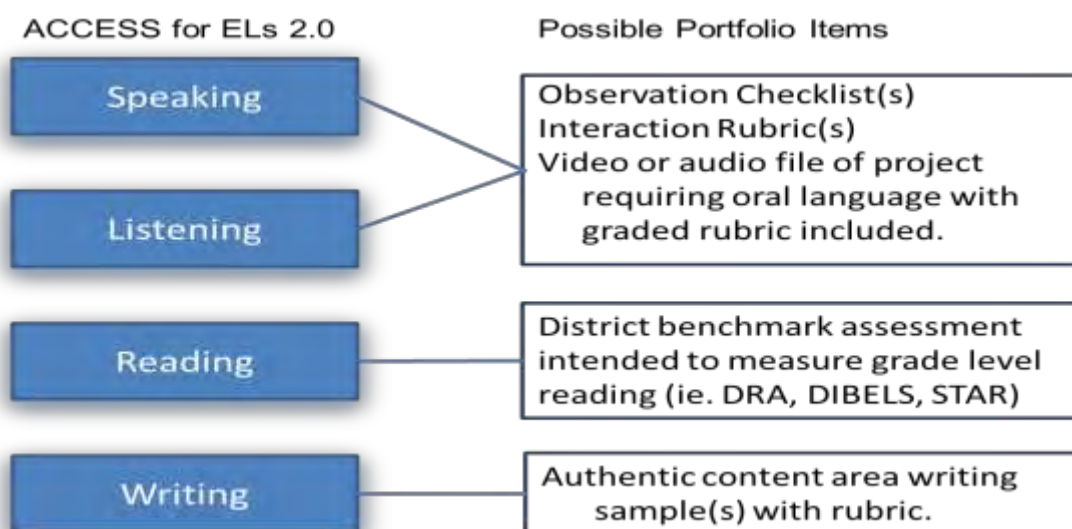 ACCESS for ELs 2.0
Possible Portfolio Items
Speaking
Listening
Observation Checklist(s)
Interaction Rubric(s)
Video or audio file of project
requiring oral language with
graded rubric included.
Reading
District benchmark assessment
intended to measure grade level
reading (ie. DRA, DIBELS, STAR)
Writing
Authentic content area writing
sample(s) with rubric.